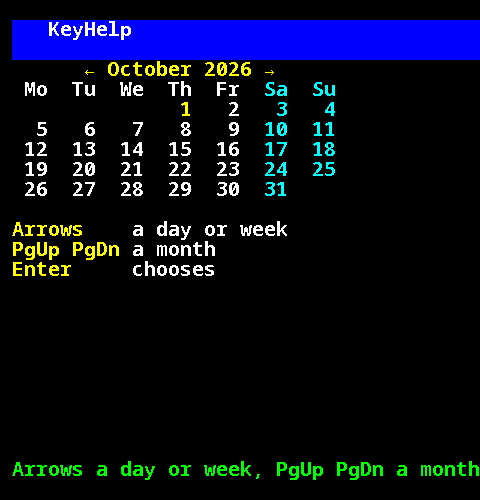 KeyHelp
← October 2026 →
Mo Tu We Th Fr Sa Su
1 2 3 4
5 6 7 8 9 10 11
12 13 14 15 16 17 18
19 20 21 22 23 24 25
26 27 28 29 30 31
Arrows a day or week
PgUp PgDn a month
Enter chooses
Arrows a day or week, PgUp PgDn a month